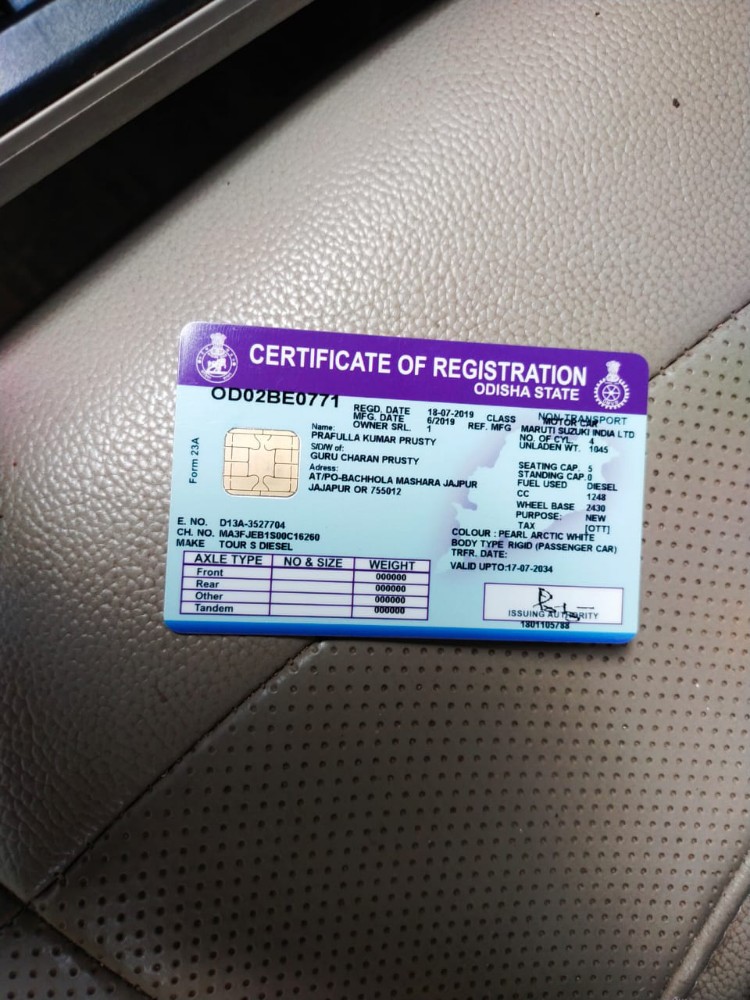 CERTIFICATE OF REGISTRATION
ODISHA STATE
OD02BE0771
REGD. DATE 18-07-2019 CLASS NON-TRANSPORT
MOTOR CAR
MFG. DATE 6/2019 REF. MFG MARUTI SUZUKI INDIA LTD
OWNER SRL. 1 NO. OF CYL. 4
UNLADEN WT. 1045
Form 23A
Name:
PRAFULLA KUMAR PRUSTY
S/D/W of:
GURU CHARAN PRUSTY
Adress:
AT/PO-BACHHOLA MASHARA JAJPUR
JAJAPUR OR 755012
SEATING CAP. 5
STANDING CAP. 0
FUEL USED DIESEL
CC 1248
WHEEL BASE 2430
PURPOSE: NEW
TAX [OTT]
E. NO. D13A-3527704
CH. NO. MA3FJEB1S00C16260
MAKE TOUR S DIESEL
COLOUR : PEARL ARCTIC WHITE
BODY TYPE RIGID (PASSENGER CAR)
TRFR. DATE:
VALID UPTO:17-07-2034
AXLE TYPE NO & SIZE WEIGHT
Front 000000
Rear 000000
Other 000000
Tandem 000000
ISSUING AUTHORITY
1801105788